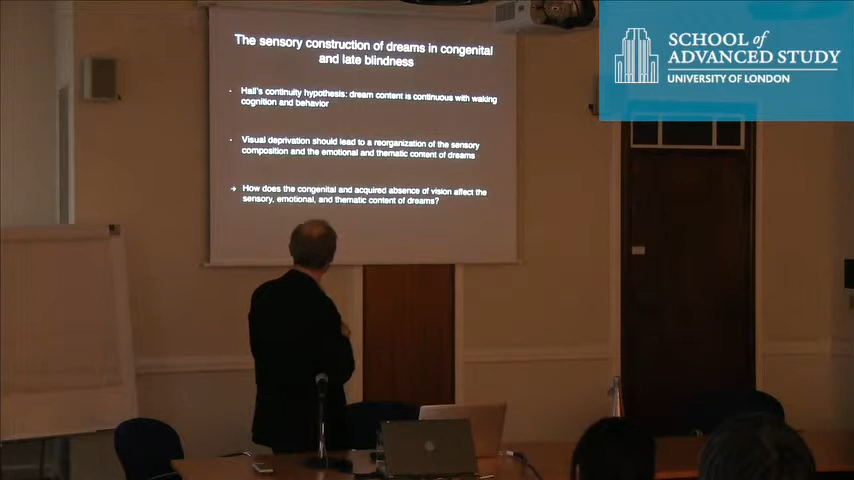 The sensory construction of dreams in congenital
and late blindness
Hall's continuity hypothesis: dream content is continuous with waking
cognition and behavior
Visual deprivation should lead to a reorganization of the sensory
composition and the emotional and thematic content of dreams
→ How does the congenital and acquired absence of vision affect the
sensory, emotional, and thematic content of dreams?
SCHOOL of
ADVANCED STUDY
UNIVERSITY OF LONDON